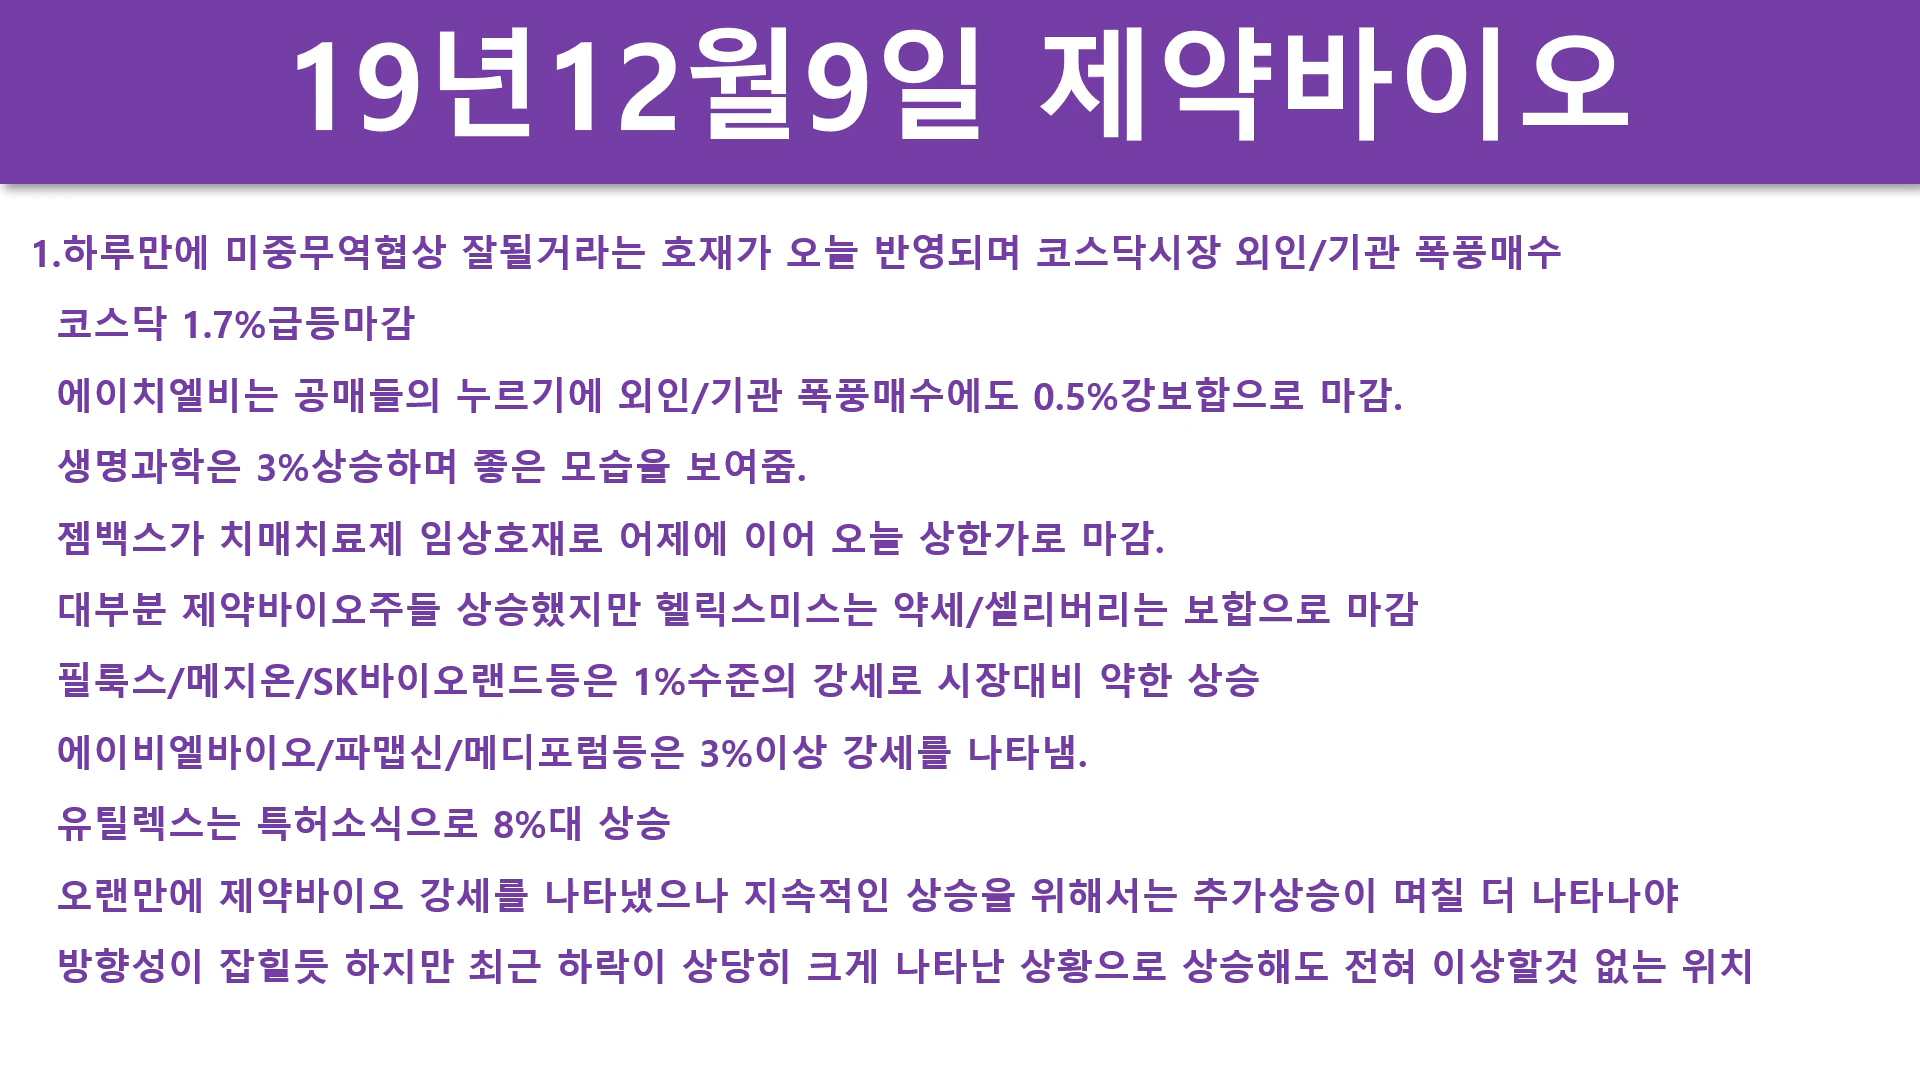 19년12월9일 제약바이오
1.하루만에 미중무역협상 잘될거라는 호재가 오늘 반영되며 코스닥시장 외인/기관 폭풍매수
코스닥 1.7%급등마감
에이치엘비는 공매들의 누르기에 외인/기관 폭풍매수에도 0.5%강보합으로 마감.
생명과학은 3%상승하며 좋은 모습을 보여줌.
젬백스가 치매치료제 임상호재로 어제에 이어 오늘 상한가로 마감.
대부분 제약바이오주들 상승했지만 헬릭스미스는 약세/셀리버리는 보합으로 마감
필룩스/메지온/SK바이오랜드등은 1%수준의 강세로 시장대비 약한 상승
에이비엘바이오/파맵신/메디포럼등은 3%이상 강세를 나타냄.
유틸렉스는 특허소식으로 8%대 상승
오랜만에 제약바이오 강세를 나타냈으나 지속적인 상승을 위해서는 추가상승이 며칠 더 나타나야
방향성이 잡힐듯 하지만 최근 하락이 상당히 크게 나타난 상황으로 상승해도 전혀 이상할것 없는 위치